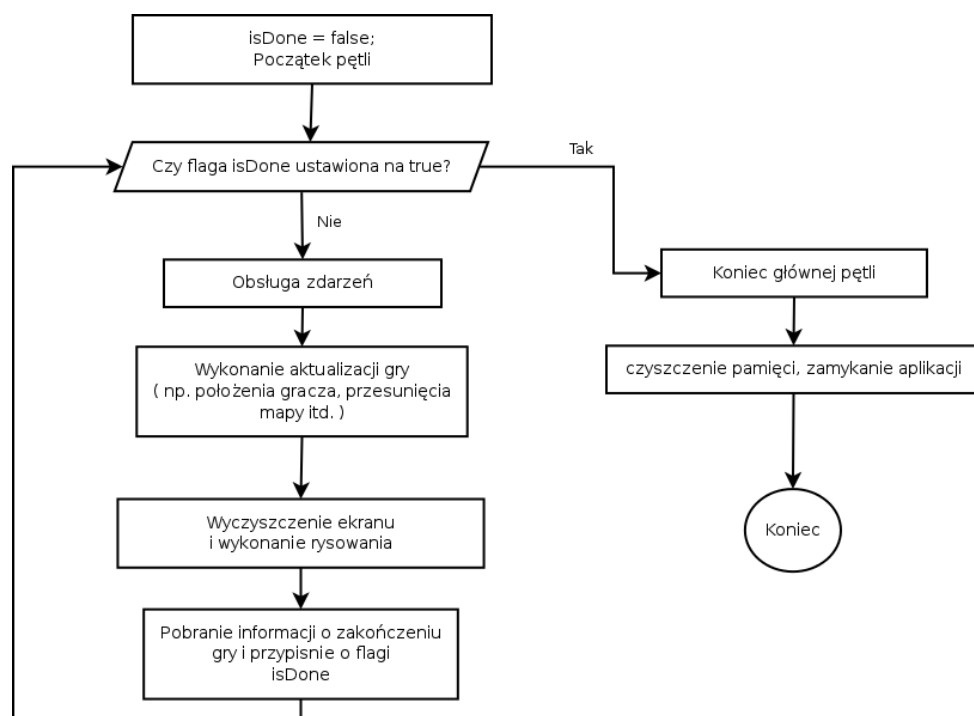 isDone = false;
Początek pętli
Czy flaga isDone ustawiona na true?
Tak
Nie
Obsługa zdarzeń
Koniec głównej pętli
Wykonanie aktualizacji gry
( np. położenia gracza, przesunięcia
mapy itd. )
czyszczenie pamięci, zamykanie aplikacji
Wyczyszczenie ekranu
i wykonanie rysowania
Koniec
Pobranie informacji o zakończeniu
gry i przypisnie o flagi
isDone